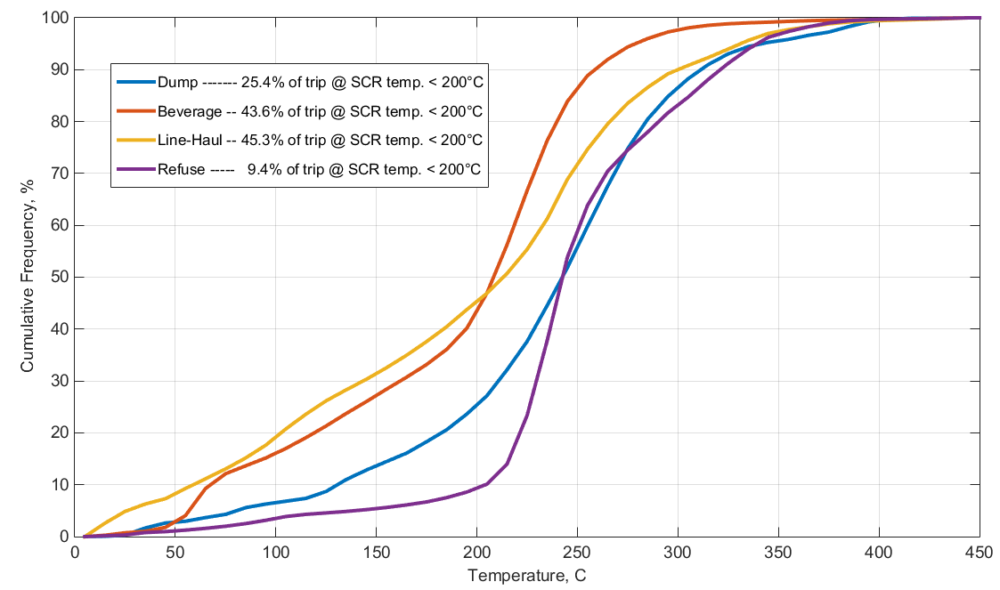 100
90
80
70
60
50
40
30
20
10
0
Cumulative Frequency, %
Dump ------- 25.4% of trip @ SCR temp. < 200°C
Beverage -- 43.6% of trip @ SCR temp. < 200°C
Line-Haul -- 45.3% of trip @ SCR temp. < 200°C
Refuse ----- 9.4% of trip @ SCR temp. < 200°C
0 50 100 150 200 250 300 350 400 450
Temperature, C